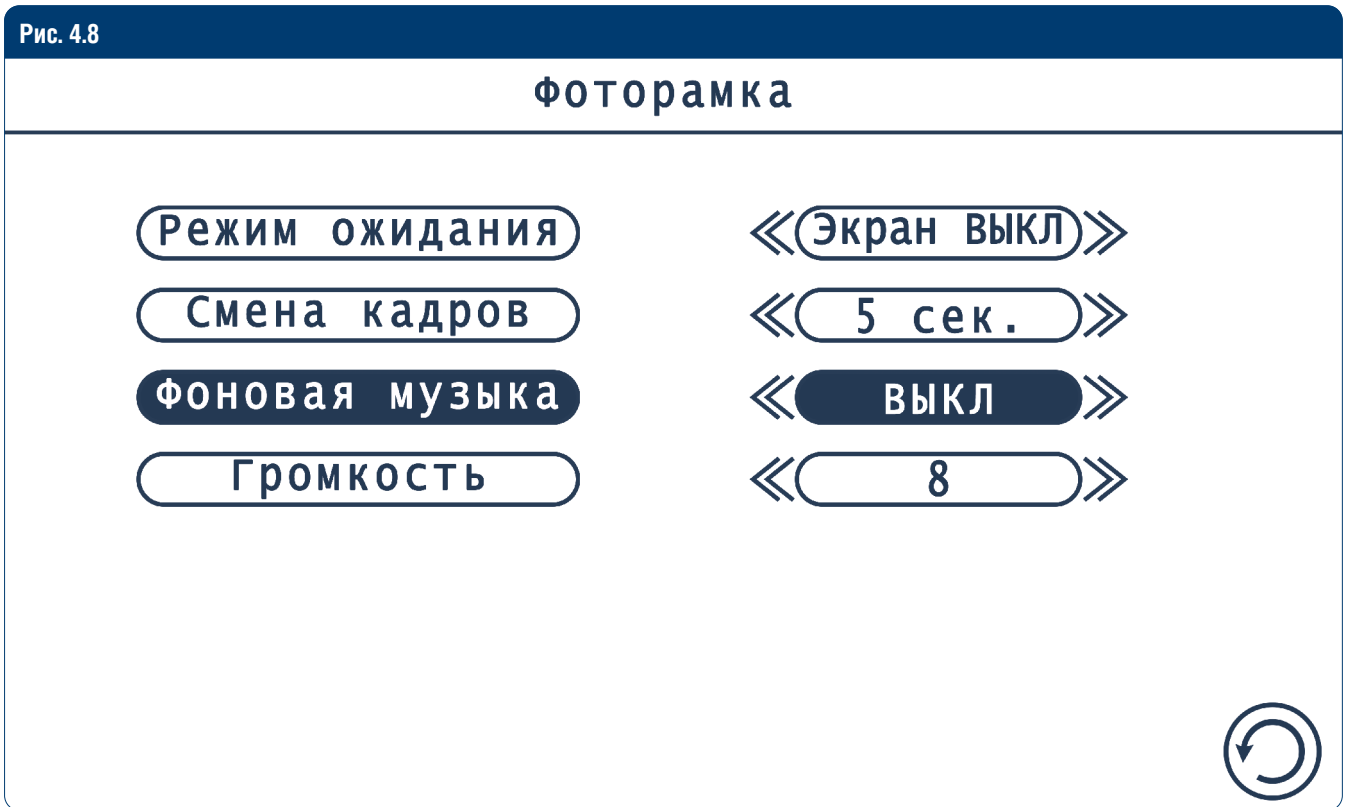 Рис. 4.8
Фоторамка
Режим ожидания Экран ВЫКЛ
Смена кадров 5 сек.
Фоновая музыка ВЫКЛ
Громкость 8